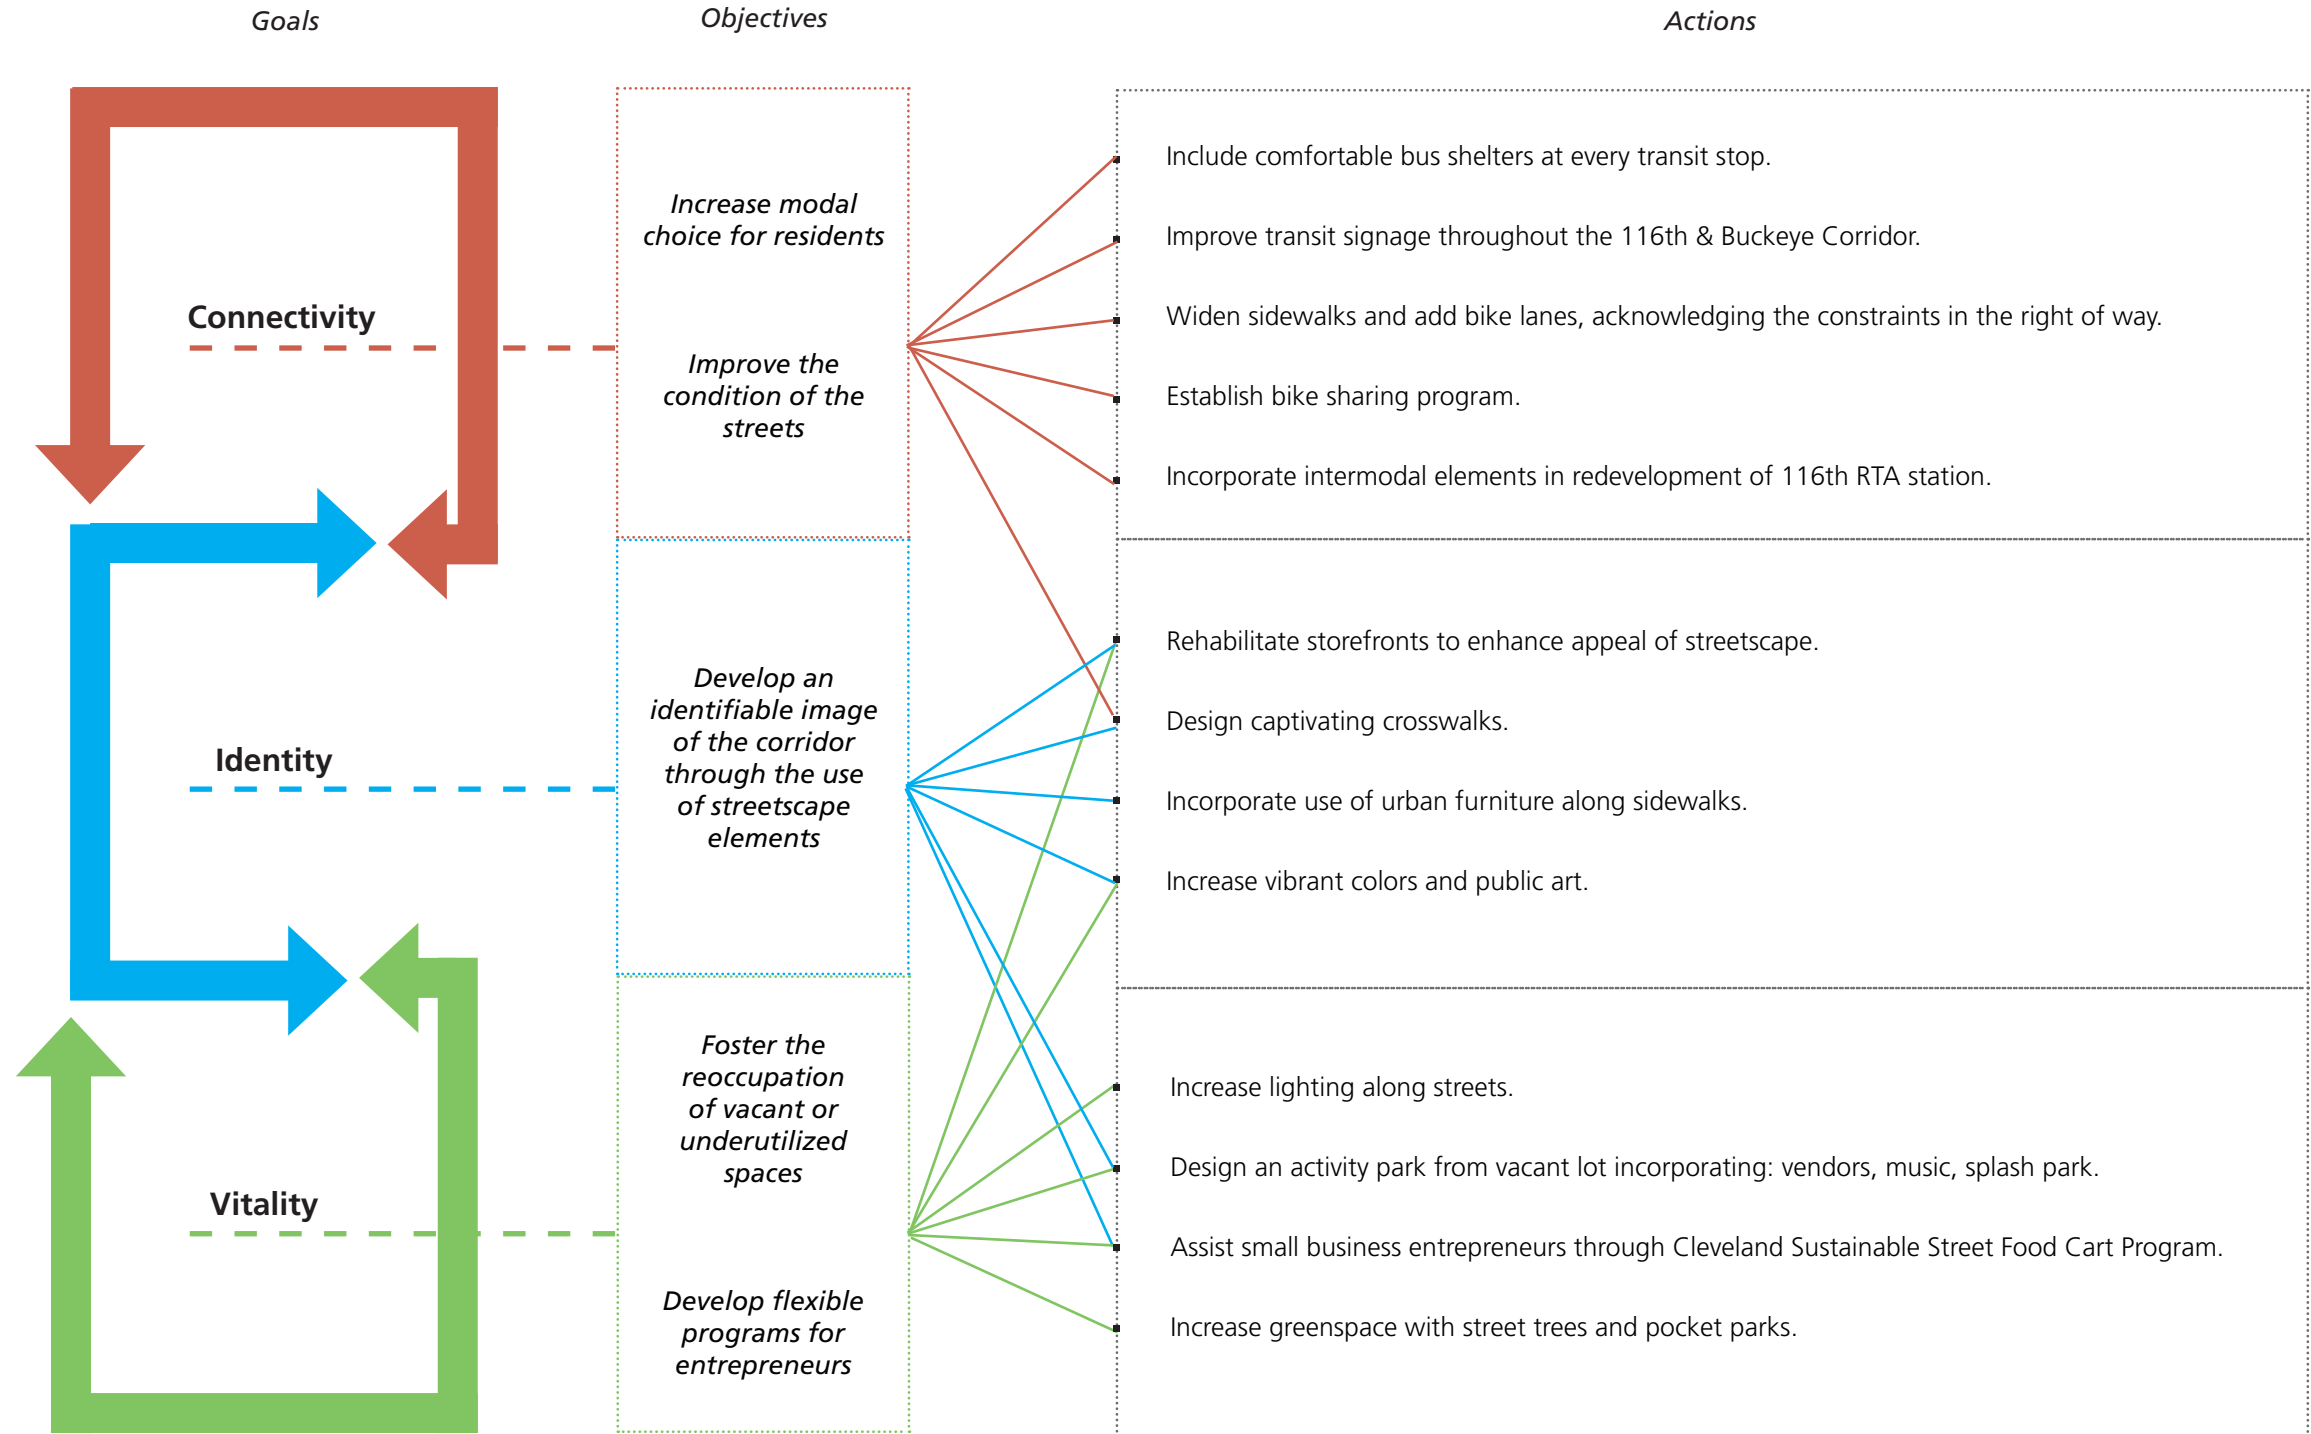 Goals
Objectives
Actions
Connectivity
Increase modal
choice for residents
Improve the
condition of the
streets
Include comfortable bus shelters at every transit stop.
Improve transit signage throughout the 116th & Buckeye Corridor.
Widen sidewalks and add bike lanes, acknowledging the constraints in the right of way.
Establish bike sharing program.
Incorporate intermodal elements in redevelopment of 116th RTA station.
Identity
Develop an
identifiable image
of the corridor
through the use
of streetscape
elements
Rehabilitate storefronts to enhance appeal of streetscape.
Design captivating crosswalks.
Incorporate use of urban furniture along sidewalks.
Increase vibrant colors and public art.
Vitality
Foster the
reoccupation
of vacant or
underutilized
spaces
Develop flexible
programs for
entrepreneurs
Increase lighting along streets.
Design an activity park from vacant lot incorporating: vendors, music, splash park.
Assist small business entrepreneurs through Cleveland Sustainable Street Food Cart Program.
Increase greenspace with street trees and pocket parks.